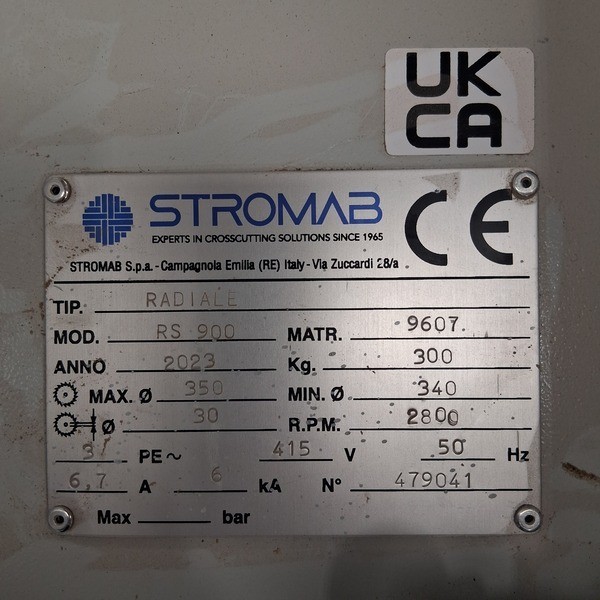 UK
CA
STROMAB
CE
EXPERTS IN CROSSCUTTING SOLUTIONS SINCE 1965
STROMAB S.p.a. - Campagnola Emilia (RE) Italy - Via Zuccardi 28/a
TIP. RADIALE
MOD. RS 900 MATR. 9607
ANNO 2023 Kg. 300
MAX. Ø 350 MIN. Ø 340
Ø 30 R.P.M. 2800
3/ PE~ 415 V 50 Hz
6,7 A 6 kA N° 479041
Max bar